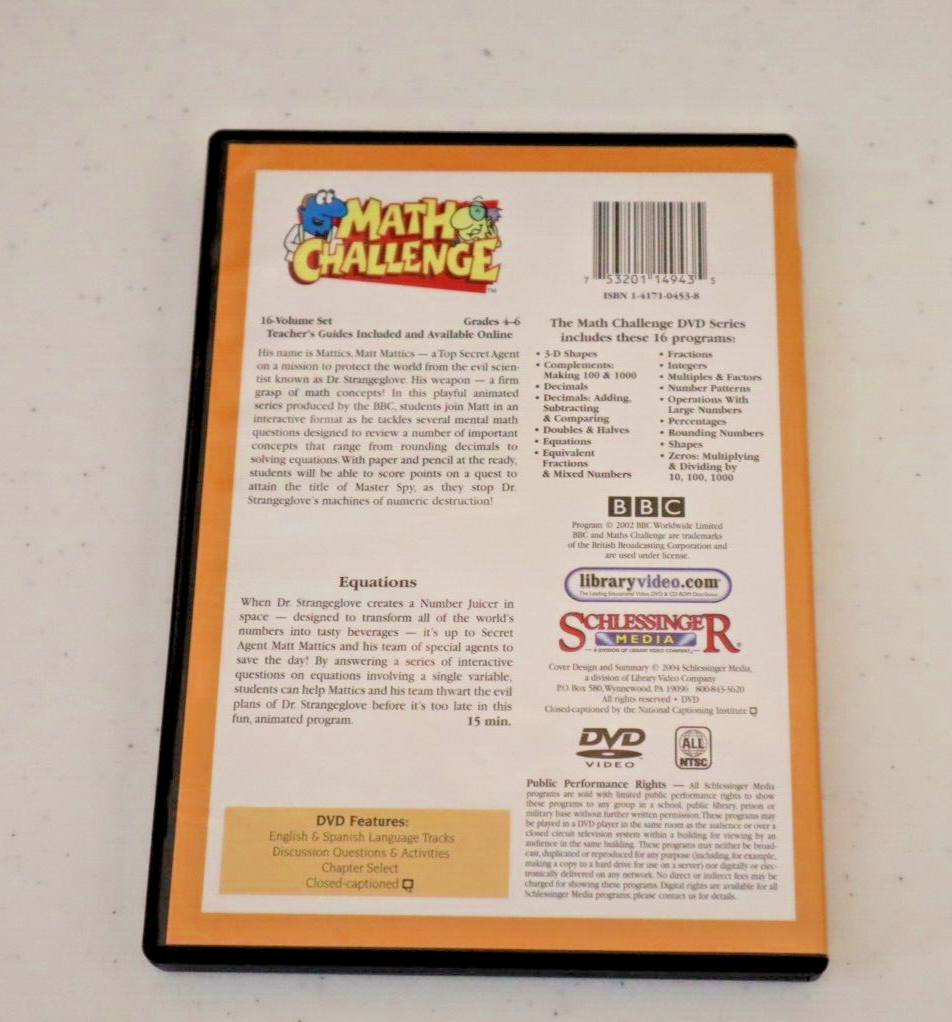 MATH
CHALLENGE™
16-Volume Set Grades 4–6
Teacher's Guides Included and Available Online
His name is Mattics, Matt Mattics — a Top Secret Agent
on a mission to protect the world from the evil scien-
tist known as Dr. Strangeglove. His weapon — a firm
grasp of math concepts! In this playful animated
series produced by the BBC, students join Matt in an
interactive format as he tackles several mental math
questions designed to review a number of important
concepts that range from rounding decimals to
solving equations. With paper and pencil at the ready,
students will be able to score points on a quest to
attain the title of Master Spy, as they stop Dr.
Strangeglove's machines of numeric destruction!
Equations
When Dr. Strangeglove creates a Number Juicer in
space — designed to transform all of the world's
numbers into tasty beverages — it's up to Secret
Agent Matt Mattics and his team of special agents to
save the day! By answering a series of interactive
questions on equations involving a single variable,
students can help Mattics and his team thwart the evil
plans of Dr. Strangeglove before it's too late in this
fun, animated program. 15 min.
DVD Features:
English & Spanish Language Tracks
Discussion Questions & Activities
Chapter Select
Closed-captioned
7 53201 14943 5
ISBN 1-4171-0453-8
The Math Challenge DVD Series
includes these 16 programs:
• 3-D Shapes
• Complements:
Making 100 & 1000
• Decimals
• Decimals: Adding,
Subtracting
& Comparing
• Doubles & Halves
• Equations
• Equivalent
Fractions
& Mixed Numbers
• Fractions
• Integers
• Multiples & Factors
• Number Patterns
• Operations With
Large Numbers
• Percentages
• Rounding Numbers
• Shapes
• Zeros: Multiplying
& Dividing by
10, 100, 1000
BBC
Program © 2002 BBC Worldwide Limited
BBC and Maths Challenge are trademarks
of the British Broadcasting Corporation and
are used under license.
libraryvideo.com
The Leading Educational Video, DVD & CD-ROM Distributor
SCHLESSINGER
MEDIA
A DIVISION OF LIBRARY VIDEO COMPANY
Cover Design and Summary © 2004 Schlessinger Media,
a division of Library Video Company
P.O. Box 580, Wynnewood, PA 19096 800-843-3620
All rights reserved • DVD
Closed-captioned by the National Captioning Institute
DVD
VIDEO
ALL
NTSC
Public Performance Rights — All Schlessinger Media
programs are sold with limited public performance rights to show
these programs to any group in a school, public library, prison or
military base without further written permission. These programs may
be played in a DVD player in the same room as the audience or over a
closed circuit television system within a building for viewing by an
audience in the same building. These programs may neither be broad-
cast, duplicated or reproduced for any purpose (including, for example,
making a copy to a hard drive for use on a server) nor digitally or elec-
tronically delivered on any network. No direct or indirect fees may be
charged for showing these programs. Digital rights are available for all
Schlessinger Media programs; please contact us for details.